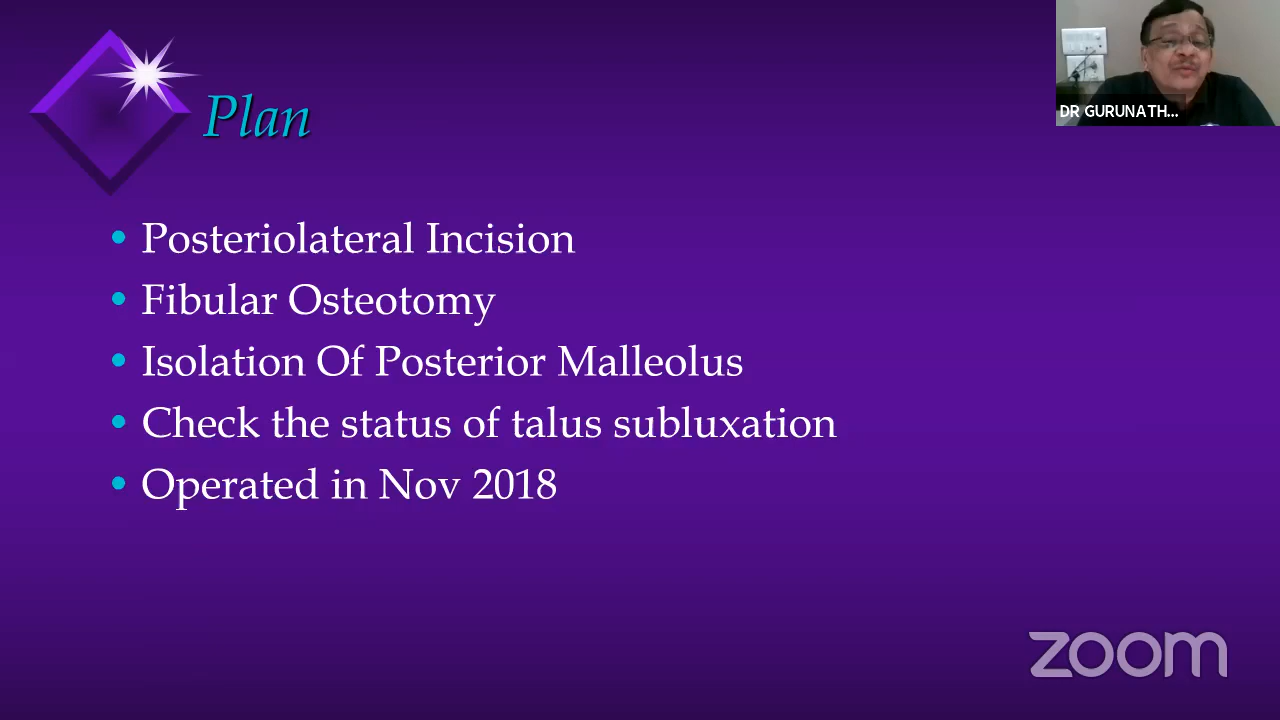 DR GURUNATH...
Plan
Posteriolateral Incision
Fibular Osteotomy
Isolation Of Posterior Malleolus
Check the status of talus subluxation
Operated in Nov 2018
zoom